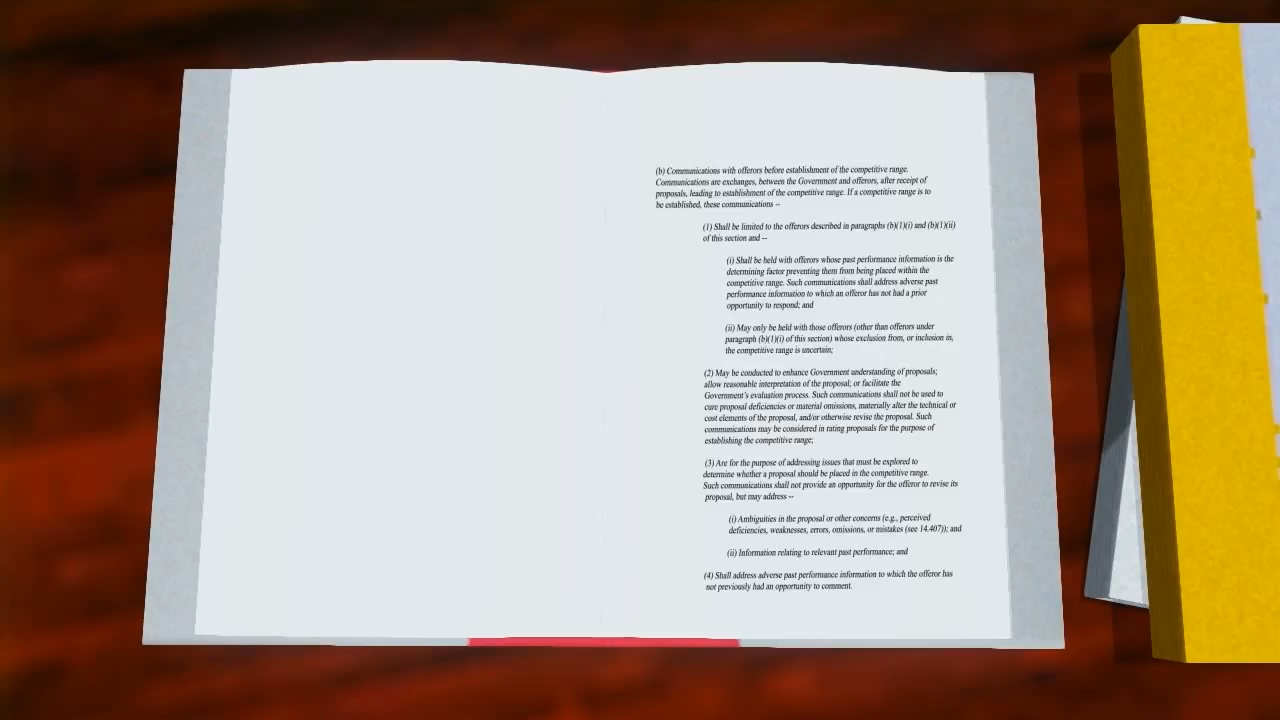 (b) Communications with offerors before establishment of the competitive range.
Communications are exchanges, between the Government and offerors, after receipt of
proposals, leading to establishment of the competitive range. If a competitive range is to
be established, these communications --
(1) Shall be limited to the offerors described in paragraphs (b)(1)(i) and (b)(1)(ii)
of this section and --
(i) Shall be held with offerors whose past performance information is the
determining factor preventing them from being placed within the
competitive range. Such communications shall address adverse past
performance information to which an offeror has not had a prior
opportunity to respond; and
(ii) May only be held with those offerors (other than offerors under
paragraph (b)(1)(i) of this section) whose exclusion from, or inclusion in,
the competitive range is uncertain;
(2) May be conducted to enhance Government understanding of proposals;
allow reasonable interpretation of the proposal; or facilitate the
Government's evaluation process. Such communications shall not be used to
cure proposal deficiencies or material omissions, materially alter the technical or
cost elements of the proposal, and/or otherwise revise the proposal. Such
communications may be considered in rating proposals for the purpose of
establishing the competitive range;
(3) Are for the purpose of addressing issues that must be explored to
determine whether a proposal should be placed in the competitive range.
Such communications shall not provide an opportunity for the offeror to revise its
proposal, but may address --
(i) Ambiguities in the proposal or other concerns (e.g., perceived
deficiencies, weaknesses, errors, omissions, or mistakes (see 14.407)); and
(ii) Information relating to relevant past performance; and
(4) Shall address adverse past performance information to which the offeror has
not previously had an opportunity to comment.